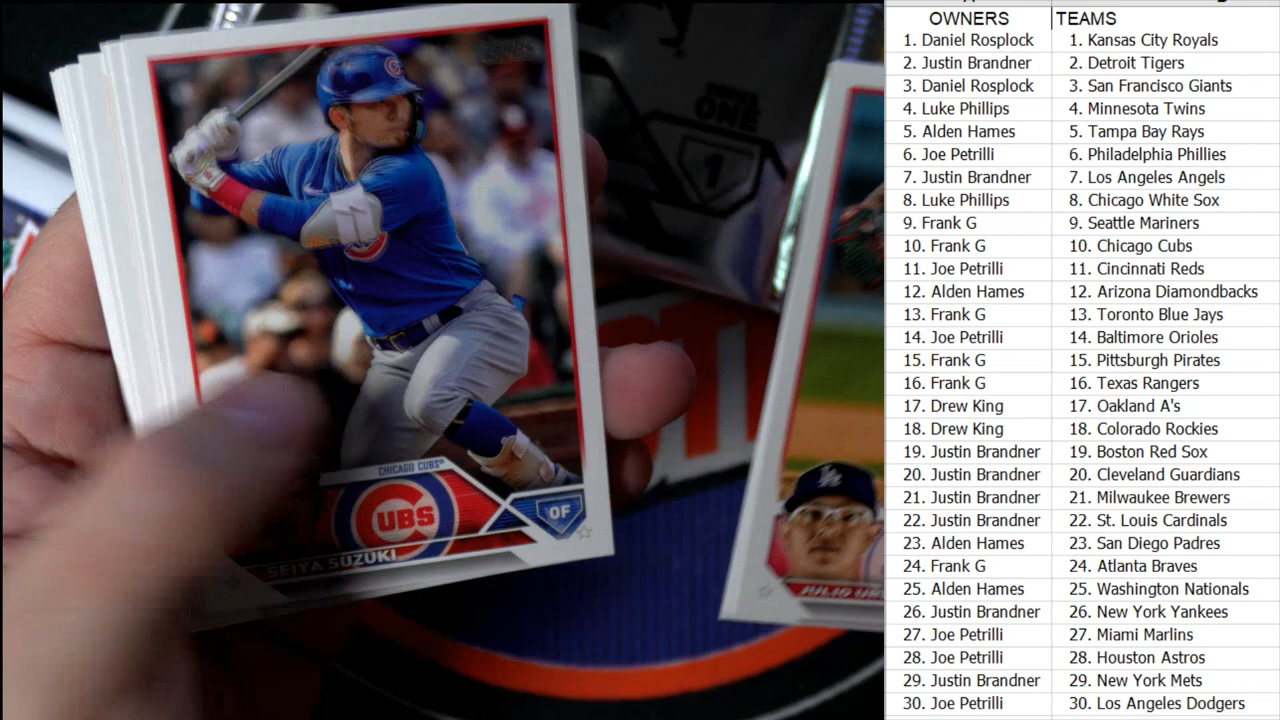 CHICAGO CUBS
CUBS
OF
SEIYA SUZUKI
ONE
1
OWNERS TEAMS
1. Daniel Rosplock 1. Kansas City Royals
2. Justin Brandner 2. Detroit Tigers
3. Daniel Rosplock 3. San Francisco Giants
4. Luke Phillips 4. Minnesota Twins
5. Alden Hames 5. Tampa Bay Rays
6. Joe Petrilli 6. Philadelphia Phillies
7. Justin Brandner 7. Los Angeles Angels
8. Luke Phillips 8. Chicago White Sox
9. Frank G 9. Seattle Mariners
10. Frank G 10. Chicago Cubs
11. Joe Petrilli 11. Cincinnati Reds
12. Alden Hames 12. Arizona Diamondbacks
13. Frank G 13. Toronto Blue Jays
14. Joe Petrilli 14. Baltimore Orioles
15. Frank G 15. Pittsburgh Pirates
16. Frank G 16. Texas Rangers
17. Drew King 17. Oakland A's
18. Drew King 18. Colorado Rockies
19. Justin Brandner 19. Boston Red Sox
20. Justin Brandner 20. Cleveland Guardians
21. Justin Brandner 21. Milwaukee Brewers
22. Justin Brandner 22. St. Louis Cardinals
23. Alden Hames 23. San Diego Padres
24. Frank G 24. Atlanta Braves
25. Alden Hames 25. Washington Nationals
26. Justin Brandner 26. New York Yankees
27. Joe Petrilli 27. Miami Marlins
28. Joe Petrilli 28. Houston Astros
29. Justin Brandner 29. New York Mets
30. Joe Petrilli 30. Los Angeles Dodgers
LA
JULIO